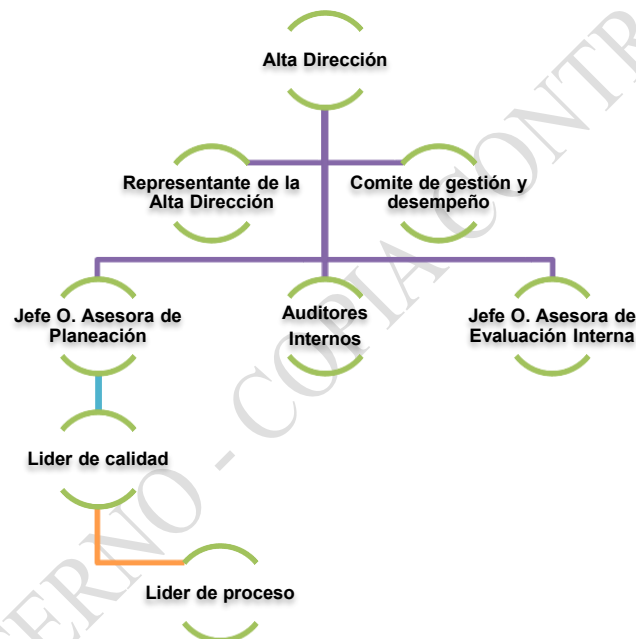 Alta Dirección
Representante de la
Alta Dirección
Comite de gestión y
desempeño
Jefe O. Asesora de
Planeación
Auditores
Internos
Jefe O. Asesora de
Evaluación Interna
Lider de calidad
Lider de proceso